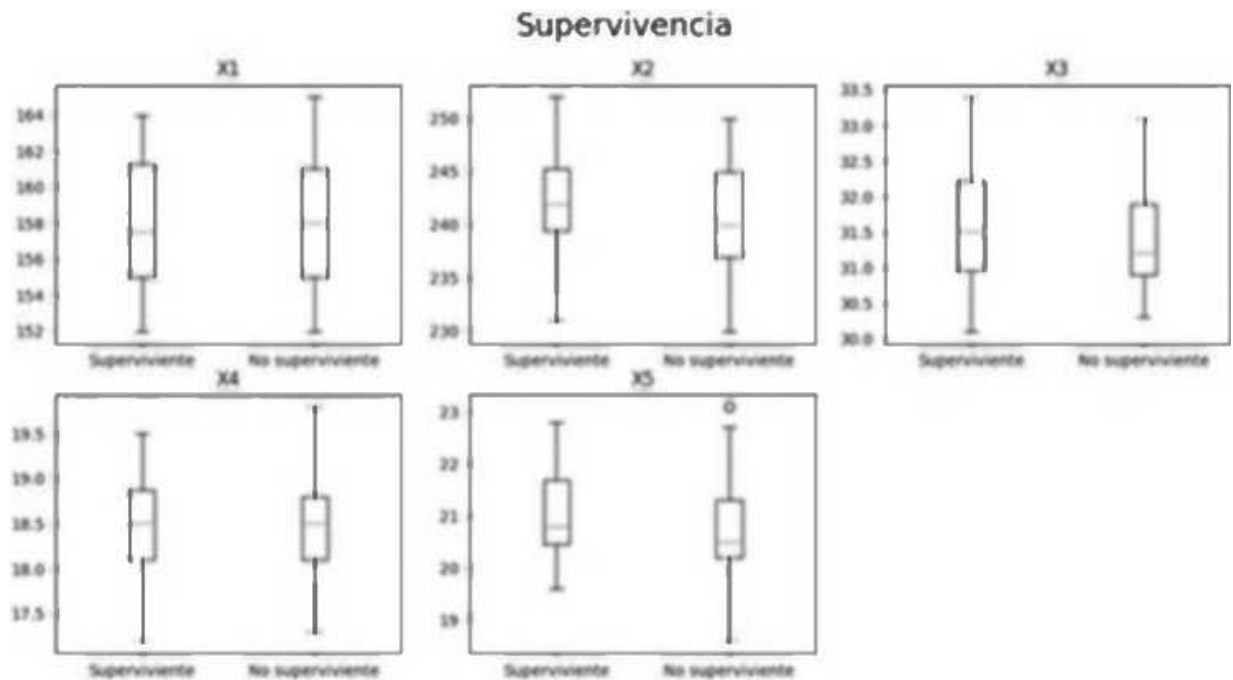 Supervivencia
X1
X2
X3
164
162
160
158
156
154
152
250
245
240
235
230
33.5
33.0
32.5
32.0
31.5
31.0
30.5
30.0
Superviviente No superviviente
Superviviente No superviviente
Superviviente No superviviente
X4
X5
19.5
19.0
18.5
18.0
17.5
23
22
21
20
19
Superviviente No superviviente
Superviviente No superviviente